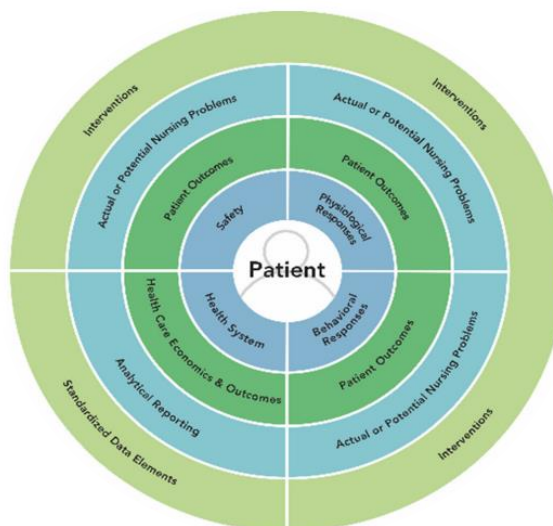 Interventions
Interventions
Actual or Potential Nursing Problems
Actual or Potential Nursing Problems
Patient Outcomes
Patient Outcomes
Safety
Physiological
Responses
Patient
Health System
Behavioral
Responses
Health Care Economics & Outcomes
Patient Outcomes
Analytical Reporting
Actual or Potential Nursing Problems
Standardized Data Elements
Interventions